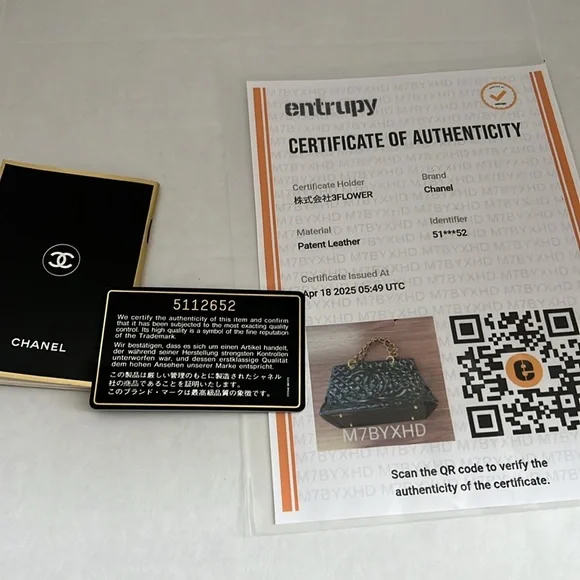 CHANEL
5112652
We certify the authenticity of this item and confirm
that it has been subjected to the most exacting quality
control. Its high quality is a symbol of the fine reputation
of the Trademark.
Wir bestätigen, dass es sich um einen Artikel handelt,
der während seiner Herstellung strengsten Kontrollen
unterworfen war, und dessen erstklassige Qualität
dem hohen Ansehen unserer Marke entspricht.
この製品は厳しい管理のもとに製造されたシャネル
社の商品であることを証明いたします。
このブランド・マークは最高級品質の象徴です。
entrupy
CERTIFICATE OF AUTHENTICITY
Certificate Holder
株式会社3FLOWER
Brand
Chanel
Material
Patent Leather
Identifier
51***52
Certificate Issued At
Apr 18 2025 05:49 UTC
M7BYXHD
e
Scan the QR code to verify the
authenticity of the certificate.